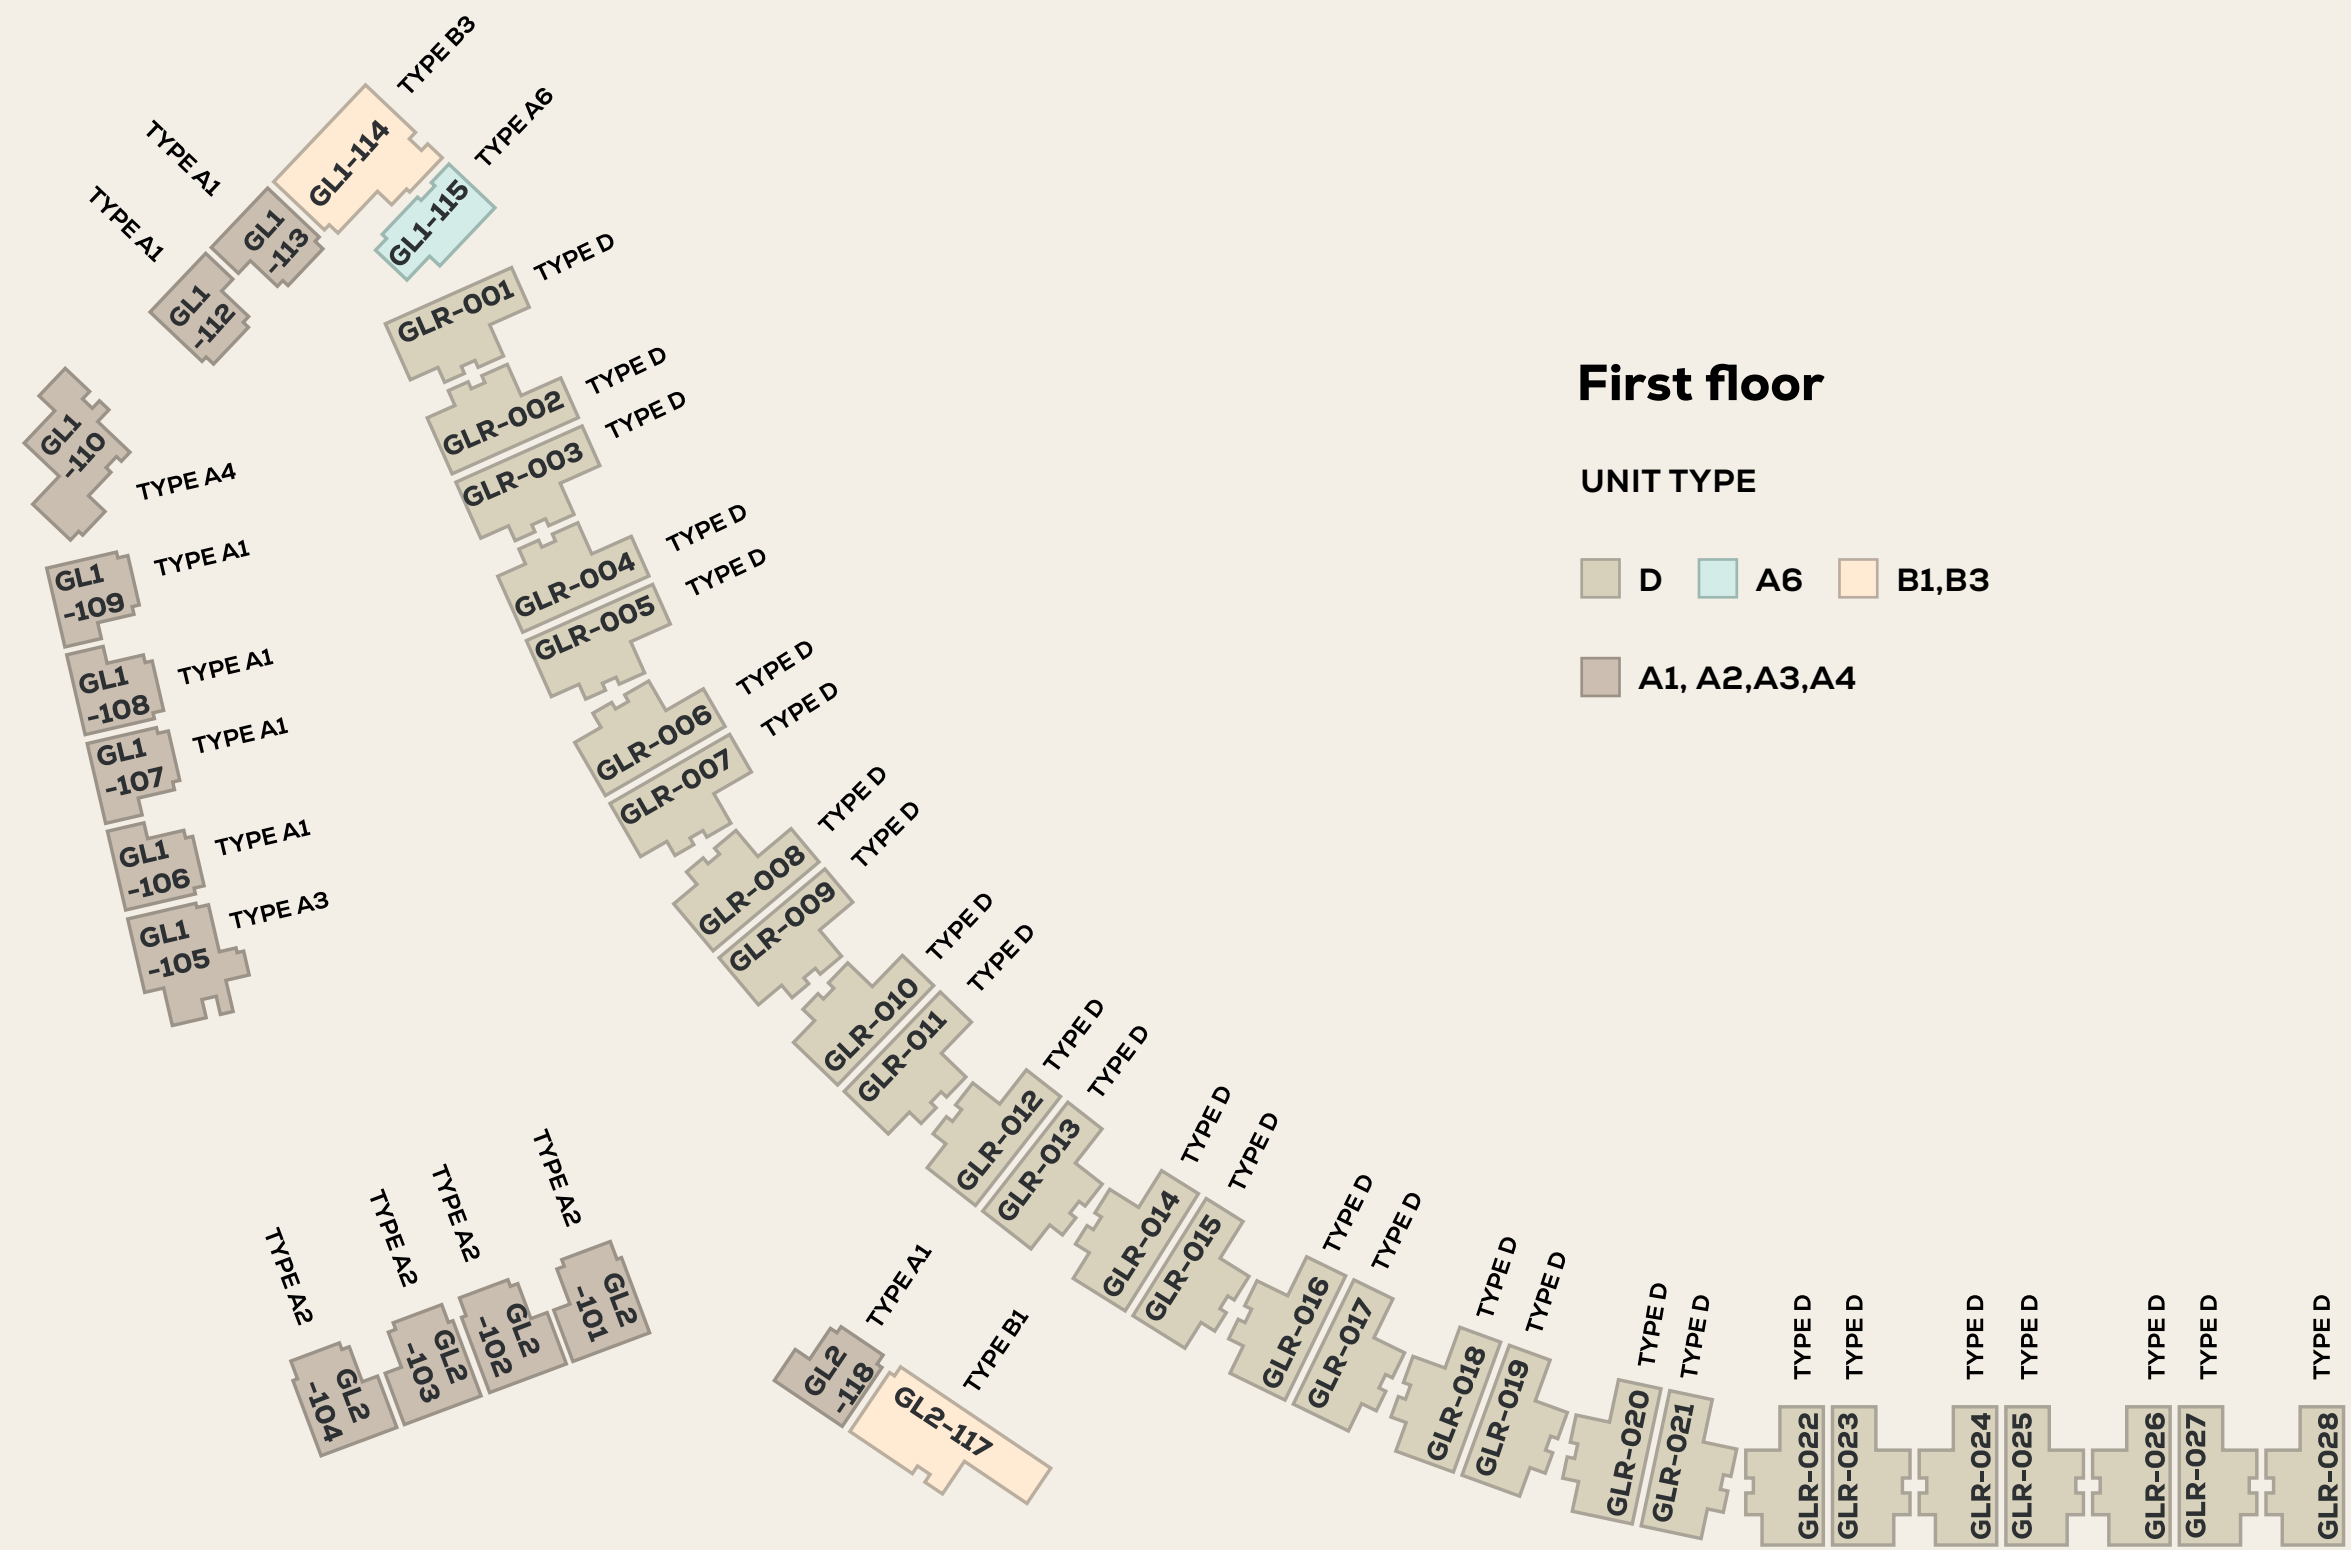 TYPE B3
TYPE A6
TYPE A1
TYPE A1
GL1-114
GL1-115
GL1
-113
GL1
-112
TYPE D
GLR-001
TYPE D
GLR-002
TYPE D
GLR-003
GL1
-110
TYPE A4
TYPE D
GLR-004
TYPE D
GLR-005
GL1
-109
TYPE A1
GL1
-108
TYPE A1
GL1
-107
TYPE A1
GL1
-106
TYPE A1
GL1
-105
TYPE A3
TYPE D
GLR-006
TYPE D
GLR-007
TYPE D
GLR-008
TYPE D
GLR-009
TYPE D
GLR-010
TYPE D
GLR-011
TYPE D
GLR-012
TYPE D
GLR-013
TYPE D
GLR-014
TYPE D
GLR-015
TYPE D
GLR-016
TYPE D
GLR-017
TYPE D
GLR-018
TYPE D
GLR-019
TYPE D
GLR-020
TYPE D
GLR-021
TYPE D
GLR-022
TYPE D
GLR-023
TYPE D
GLR-024
TYPE D
GLR-025
TYPE D
GLR-026
TYPE D
GLR-027
TYPE D
GLR-028
TYPE A2
GL2
-104
TYPE A2
GL2
-103
TYPE A2
GL2
-102
TYPE A2
GL2
-101
TYPE A1
GL2
-118
TYPE B1
GL2-117
First floor
UNIT TYPE
D
A6
B1,B3
A1, A2,A3,A4